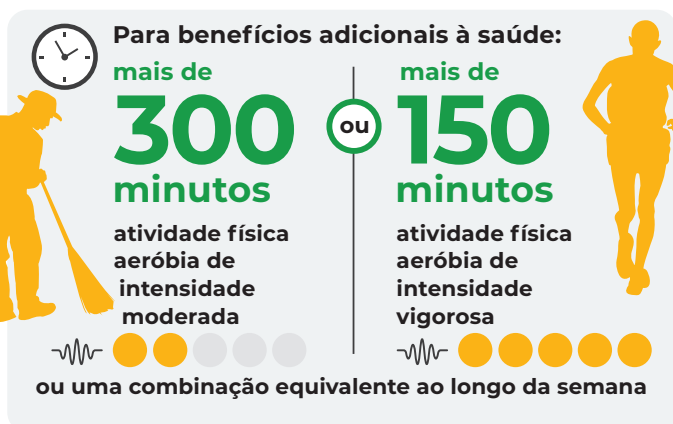 Para benefícios adicionais à saúde:
mais de
300
minutos
atividade física
aeróbia de
intensidade
moderada
ou
mais de
150
minutos
atividade física
aeróbia de
intensidade
vigorosa
ou uma combinação equivalente ao longo da semana